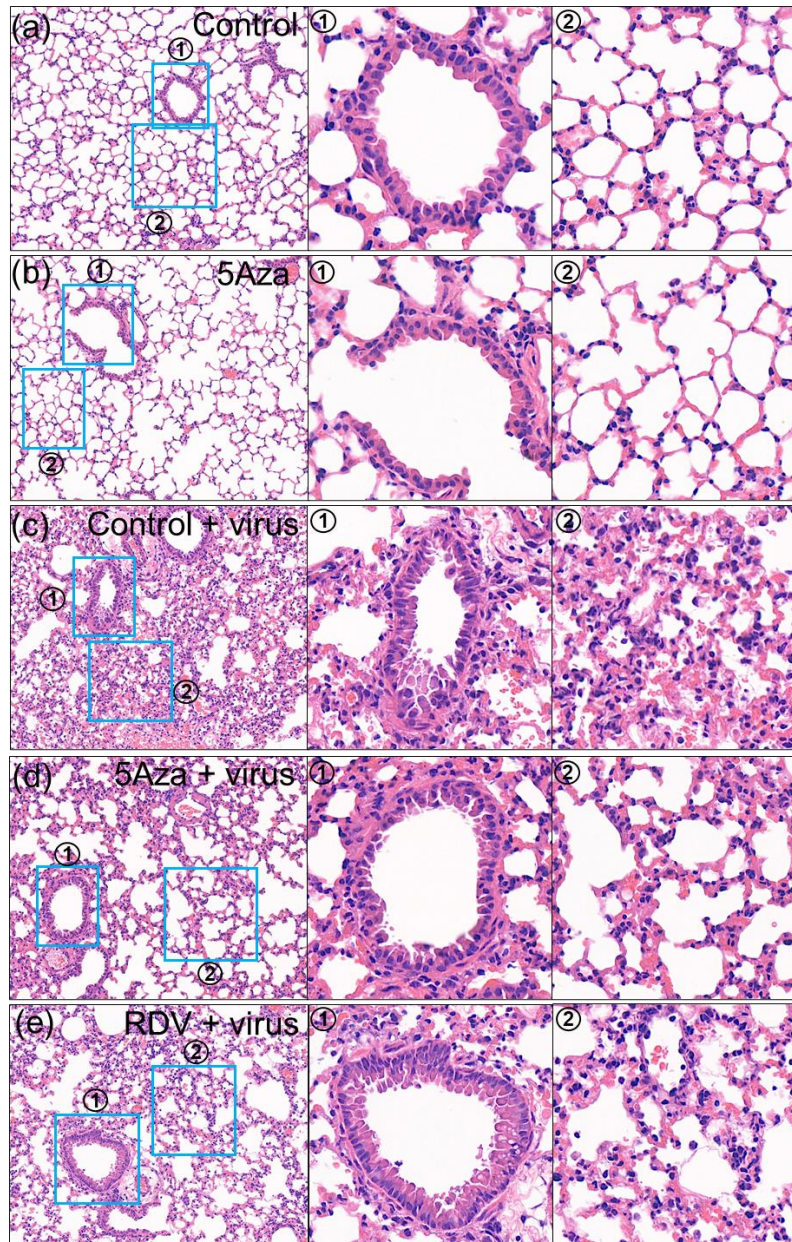 (a) Control ① ②
① ②
(b) 5Aza ① ②
① ②
(c) Control + virus ① ②
① ②
(d) 5Aza + virus ① ②
① ②
(e) RDV + virus ① ②
① ②